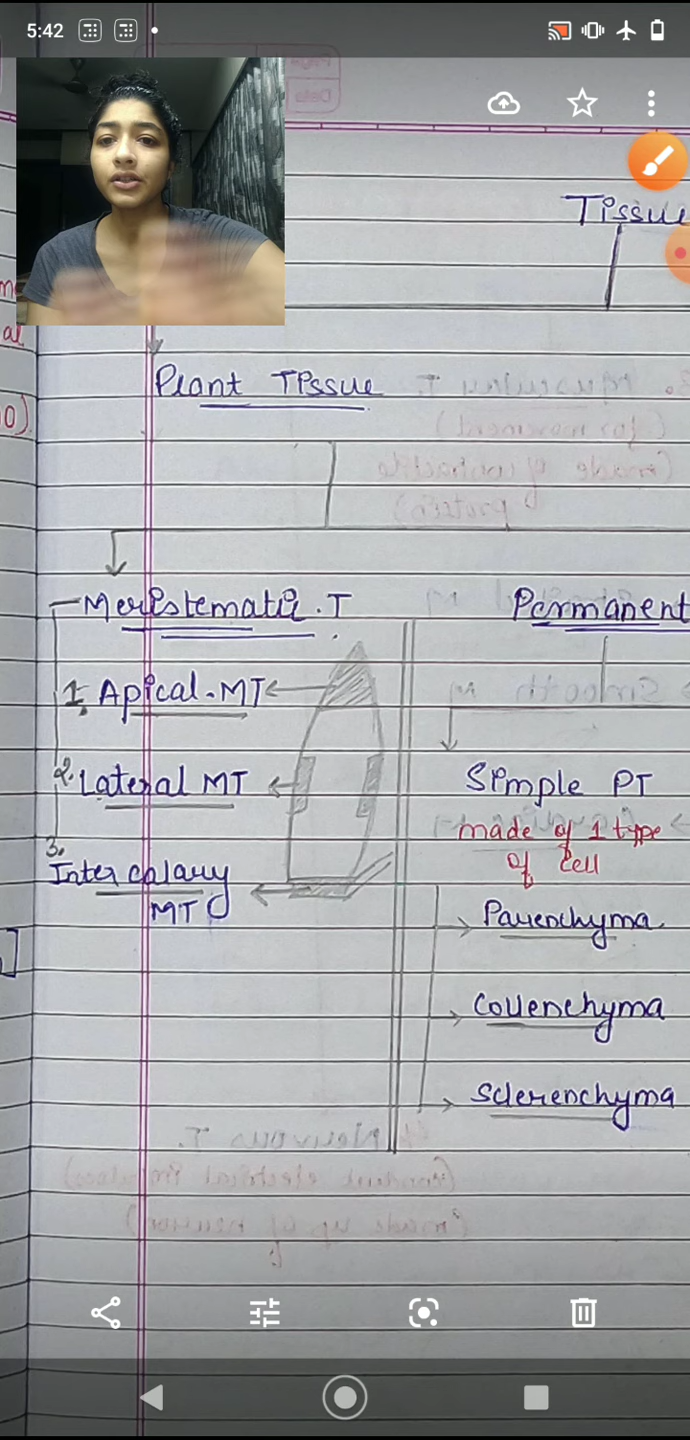 5:42
Tissue
Plant Tissue
Meristematic.T
Permanent
1. Apical.MT
2. Lateral MT
Simple PT
made of 1 type
of cell
3.
Intercalary
MT
Parenchyma
Collenchyma
Sclerenchyma